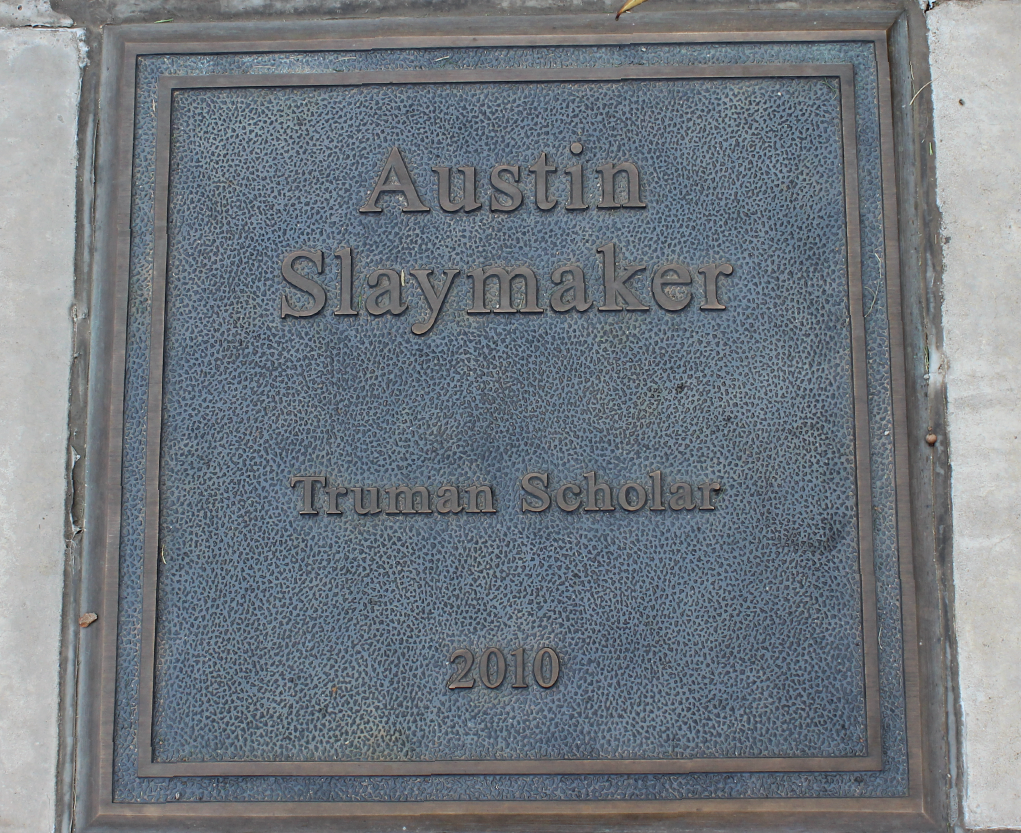 Austin
Slaymaker
Truman Scholar
2010